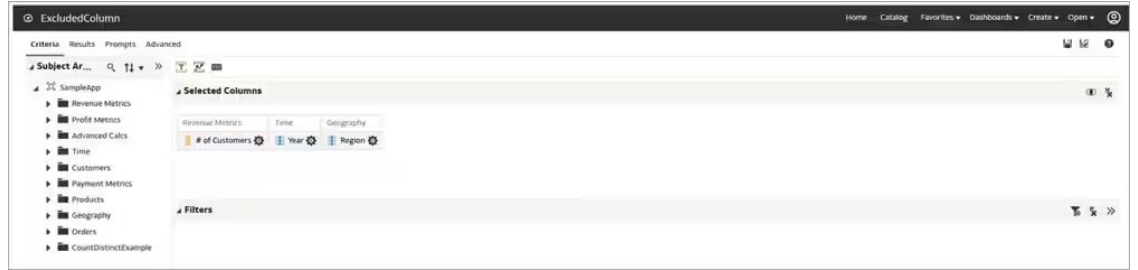 ExcludedColumn
Home Catalog Favorites Dashboards Create Open
Criteria Results Prompts Advanced
Subject Ar...
SampleApp
Revenue Metrics
Profit Metrics
Advanced Calcs
Time
Customers
Payment Metrics
Products
Geography
Orders
CountDistinctExample
Selected Columns
Revenue Metrics Time Geography
# of Customers Year Region
Filters